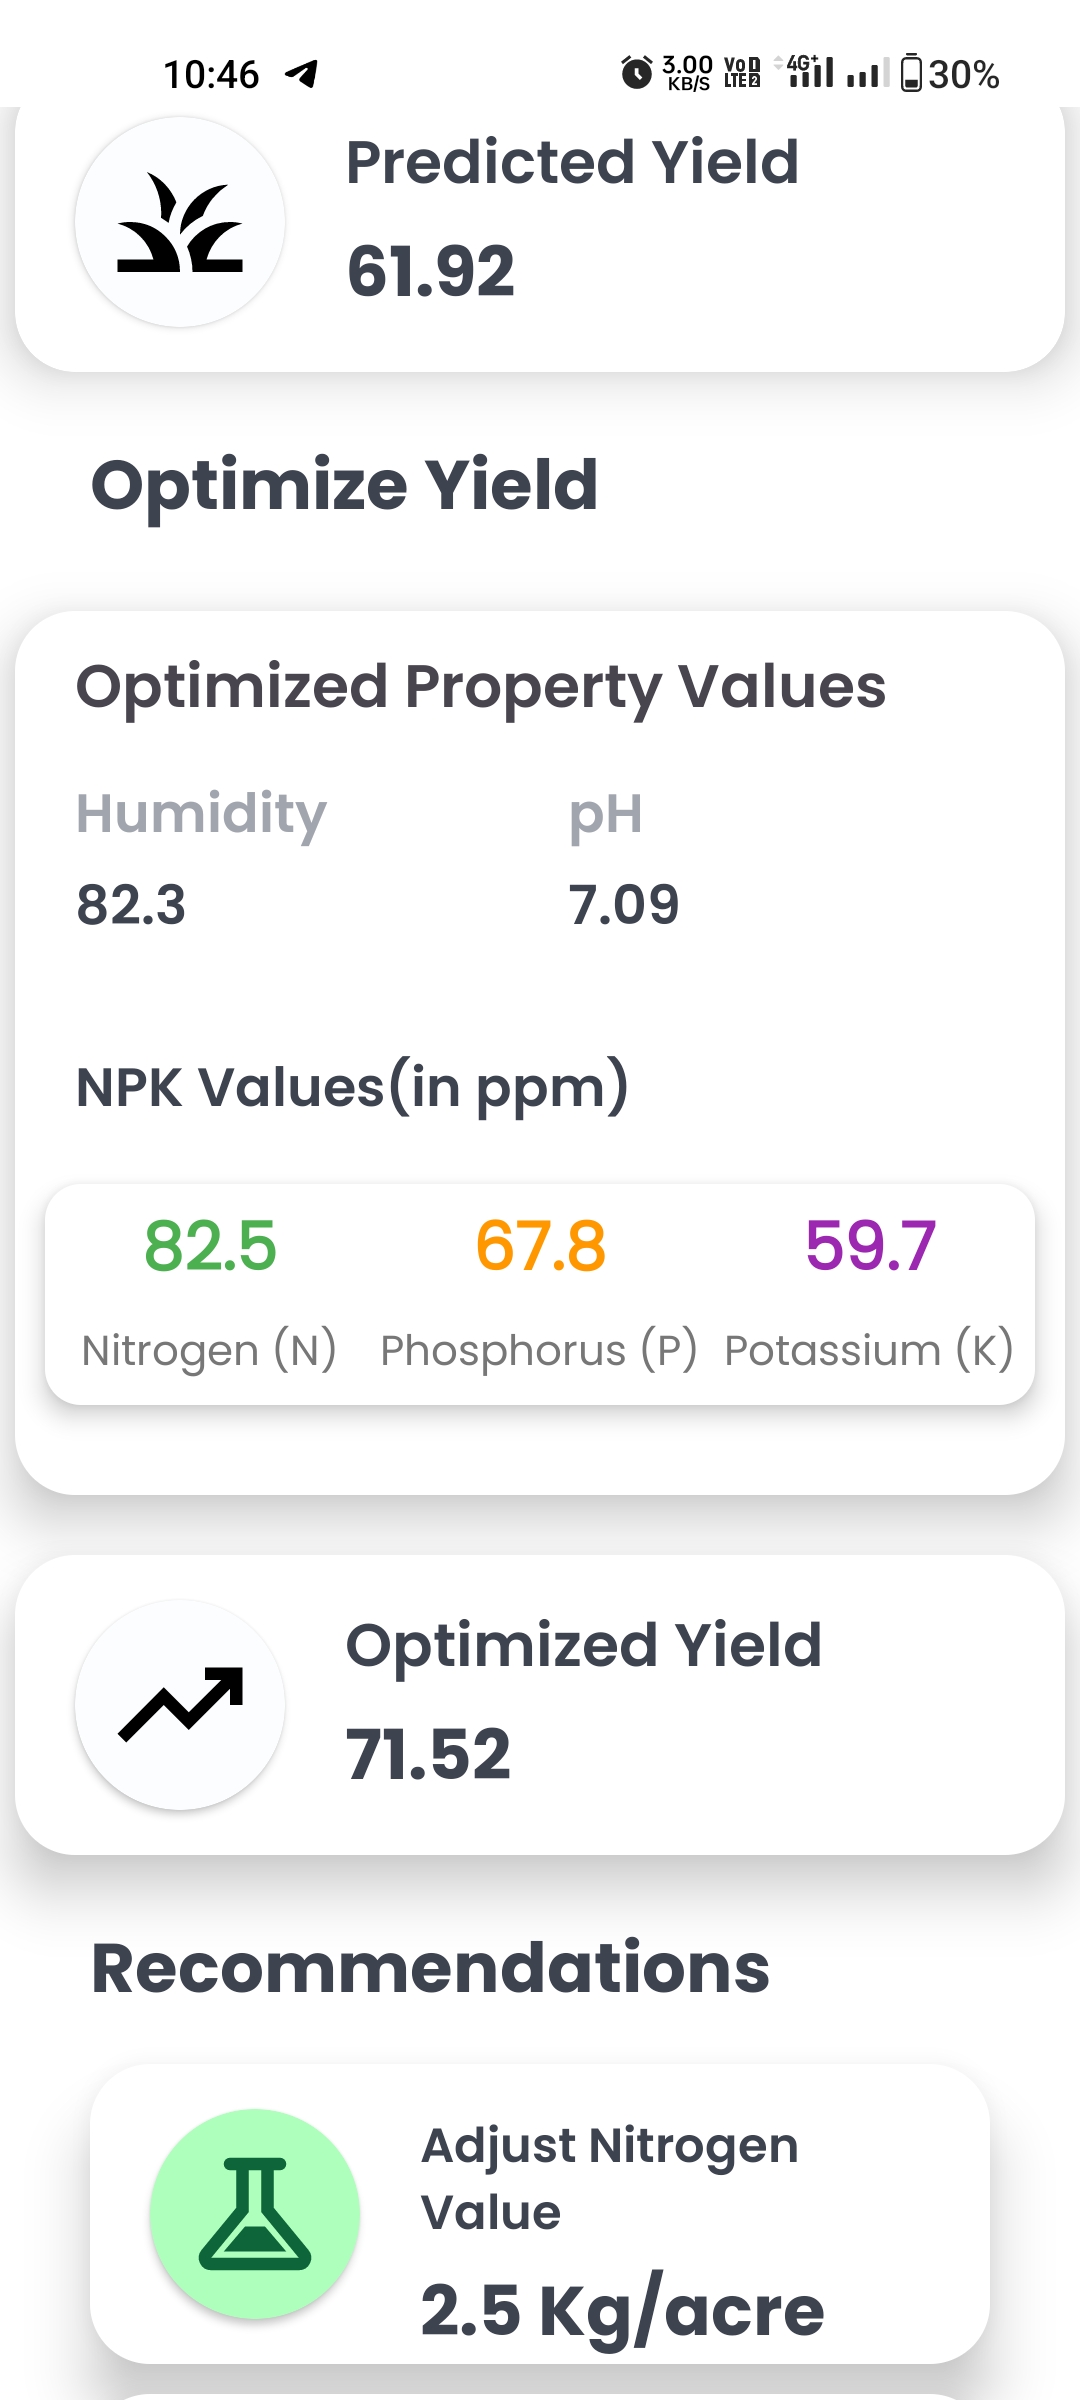 10:46
3.00 KB/S VoLTE 1 2 4G+ 30%
Predicted Yield
61.92
Optimize Yield
Optimized Property Values
Humidity pH
82.3 7.09
NPK Values(in ppm)
82.5 67.8 59.7
Nitrogen (N) Phosphorus (P) Potassium (K)
Optimized Yield
71.52
Recommendations
Adjust Nitrogen
Value
2.5 Kg/acre